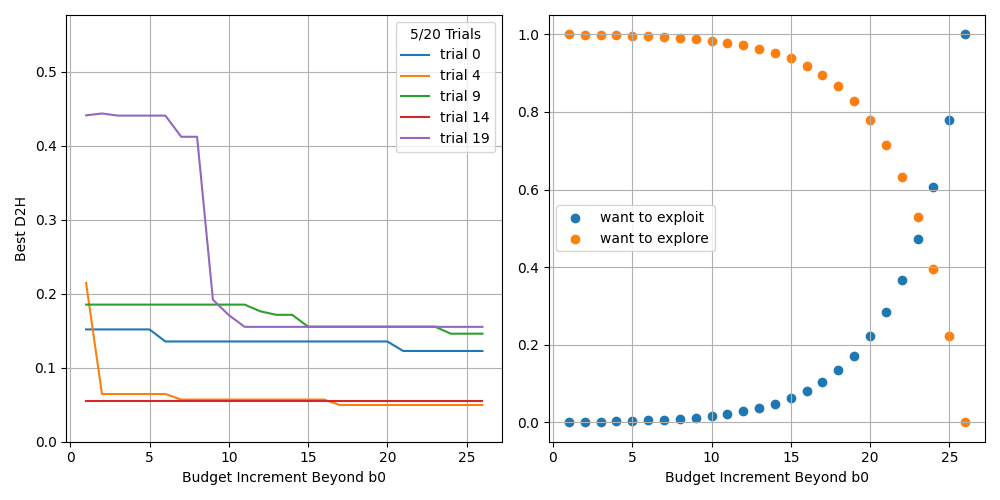 5/20 Trials
trial 0
trial 4
trial 9
trial 14
trial 19
0.5
0.4
0.3
0.2
0.1
0.0
Best D2H
0 5 10 15 20 25
Budget Increment Beyond b0
1.0
0.8
0.6
0.4
0.2
0.0
want to exploit
want to explore
0 5 10 15 20 25
Budget Increment Beyond b0